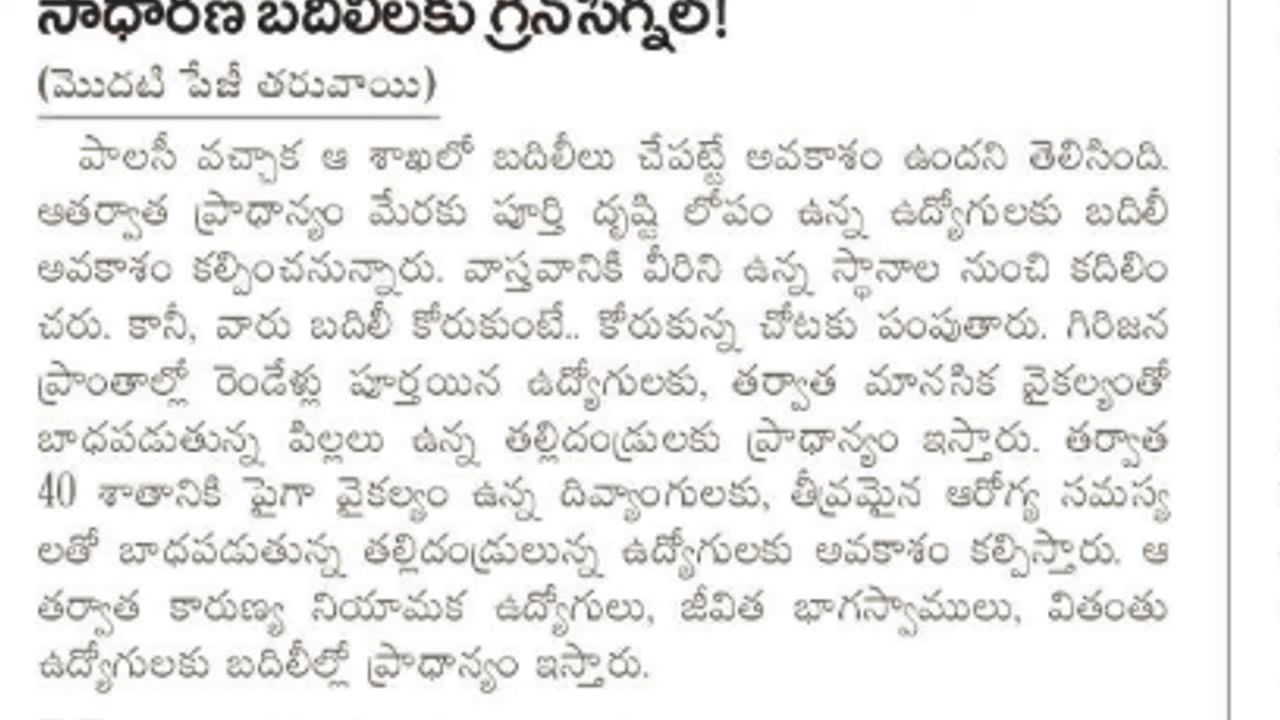 సాధారణ బదిలీలకు గ్రీన్‌సిగ్నల్!
(మొదటి పేజీ తరువాయి)
పాలసీ వచ్చాక ఆ శాఖలో బదిలీలు చేపట్టే అవకాశం ఉందని తెలిసింది.
ఆతర్వాత ప్రాధాన్యం మేరకు పూర్తి దృష్టి లోపం ఉన్న ఉద్యోగులకు బదిలీ
అవకాశం కల్పించనున్నారు. వాస్తవానికి వీరిని ఉన్న స్థానాల నుంచి కదిలిం
చరు. కానీ, వారు బదిలీ కోరుకుంటే.. కోరుకున్న చోటకు పంపుతారు. గిరిజన
ప్రాంతాల్లో రెండేళ్లు పూర్తయిన ఉద్యోగులకు, తర్వాత మానసిక వైకల్యంతో
బాధపడుతున్న పిల్లలు ఉన్న తల్లిదండ్రులకు ప్రాధాన్యం ఇస్తారు. తర్వాత
40 శాతానికి పైగా వైకల్యం ఉన్న దివ్యాంగులకు, తీవ్రమైన ఆరోగ్య సమస్య
లతో బాధపడుతున్న తల్లిదండ్రులున్న ఉద్యోగులకు అవకాశం కల్పిస్తారు. ఆ
తర్వాత కారుణ్య నియామక ఉద్యోగులు, జీవిత భాగస్వాములు, వితంతు
ఉద్యోగులకు బదిలీల్లో ప్రాధాన్యం ఇస్తారు.